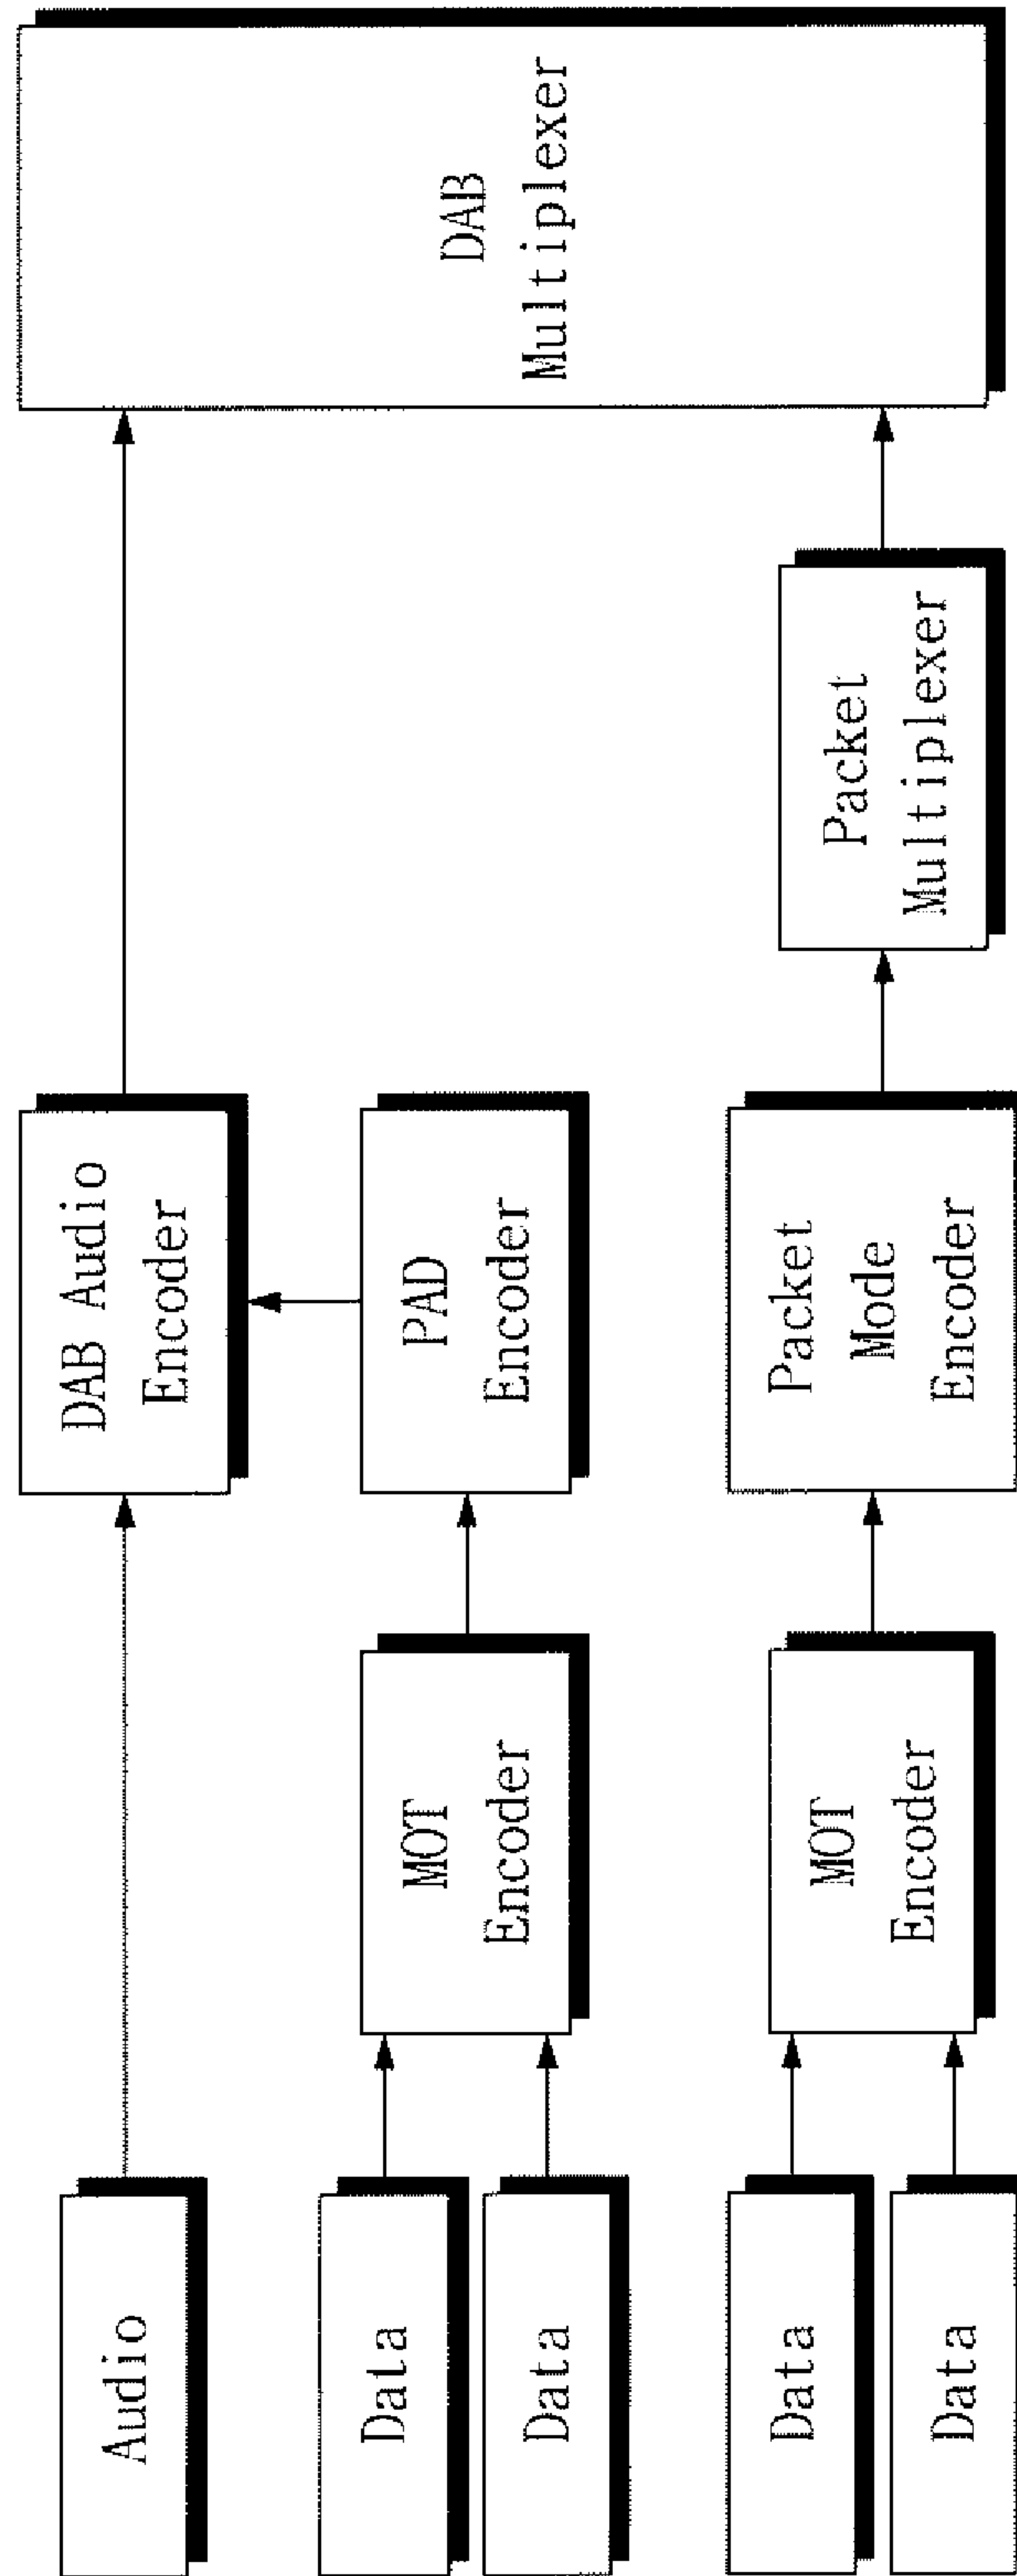 Audio
DAB Audio
Encoder
DAB
Multiplexer
Data
Data
MOT
Encoder
PAD
Encoder
Data
Data
MOT
Encoder
Packet
Mode
Encoder
Packet
Multiplexer